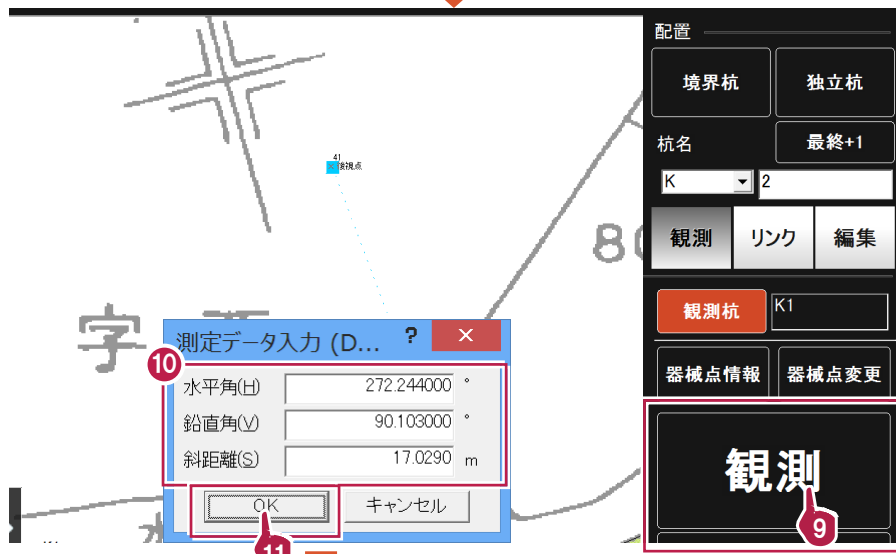 配置
境界杭
独立杭
杭名
最終+1
K
2
観測
リンク
編集
観測杭
K1
器械点情報
器械点変更
観測
9
41
後視点
字
測定データ入力 (D... ? ×
10
水平角(H) 272.244000 °
鉛直角(V) 90.103000 °
斜距離(S) 17.0290 m
OK
キャンセル
11